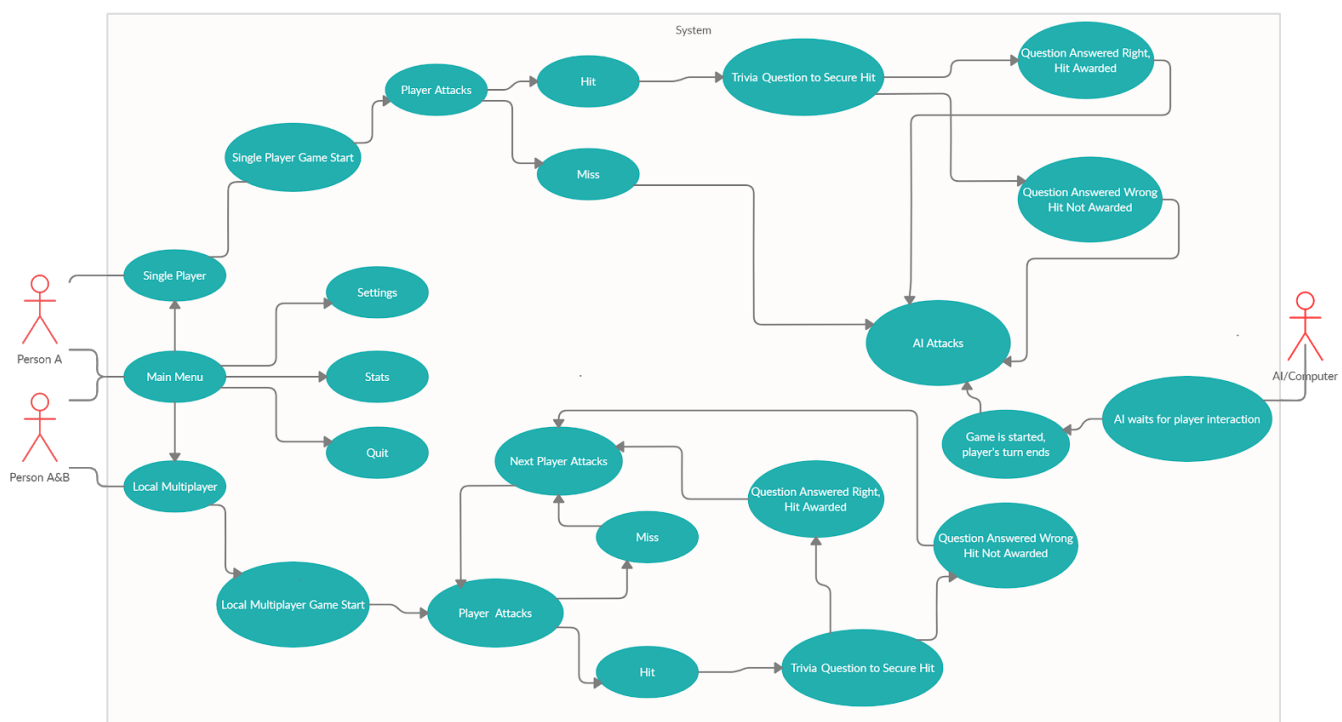 System
Question Answered Right,
Hit Awarded
Player Attacks
Hit
Trivia Question to Secure Hit
Single Player Game Start
Miss
Question Answered Wrong
Hit Not Awarded
Single Player
Settings
Person A
AI Attacks
AI/Computer
Main Menu
Stats
AI waits for player interaction
Game is started,
player's turn ends
Quit
Next Player Attacks
Person A&B
Local Multiplayer
Question Answered Right,
Hit Awarded
Miss
Question Answered Wrong
Hit Not Awarded
Local Multiplayer Game Start
Player Attacks
Hit
Trivia Question to Secure Hit